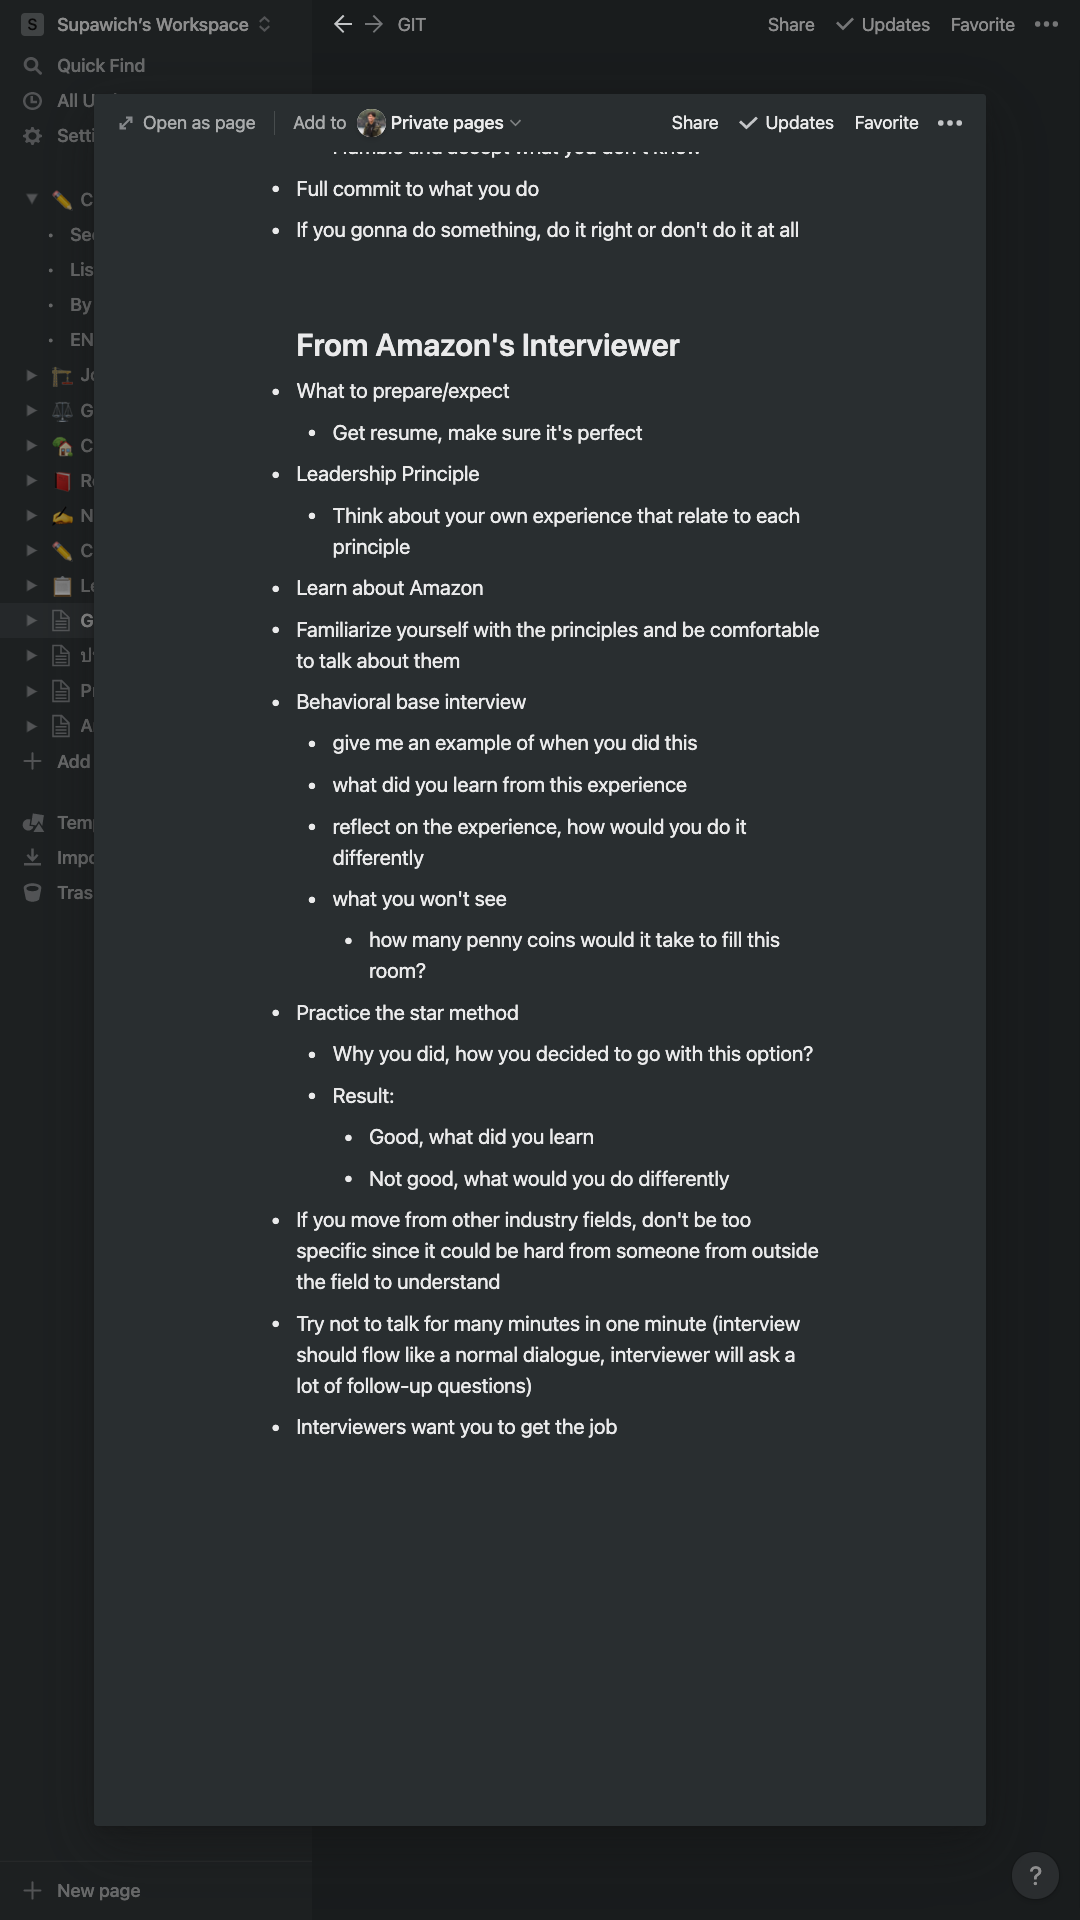 S Supawich's Workspace
GIT
Share Updates Favorite
Quick Find
All
Setti
Open as page Add to Private pages Share Updates Favorite
Humble and accept what you don't know
Full commit to what you do
If you gonna do something, do it right or don't do it at all
From Amazon's Interviewer
What to prepare/expect
Get resume, make sure it's perfect
Leadership Principle
Think about your own experience that relate to each
principle
Learn about Amazon
Familiarize yourself with the principles and be comfortable
to talk about them
Behavioral base interview
give me an example of when you did this
what did you learn from this experience
reflect on the experience, how would you do it
differently
what you won't see
how many penny coins would it take to fill this
room?
Practice the star method
Why you did, how you decided to go with this option?
Result:
Good, what did you learn
Not good, what would you do differently
If you move from other industry fields, don't be too
specific since it could be hard from someone from outside
the field to understand
Try not to talk for many minutes in one minute (interview
should flow like a normal dialogue, interviewer will ask a
lot of follow-up questions)
Interviewers want you to get the job
C
Se
Lis
By
EN
G
C
N
C
G
A
Add
Tem
Impo
Tras
New page
?